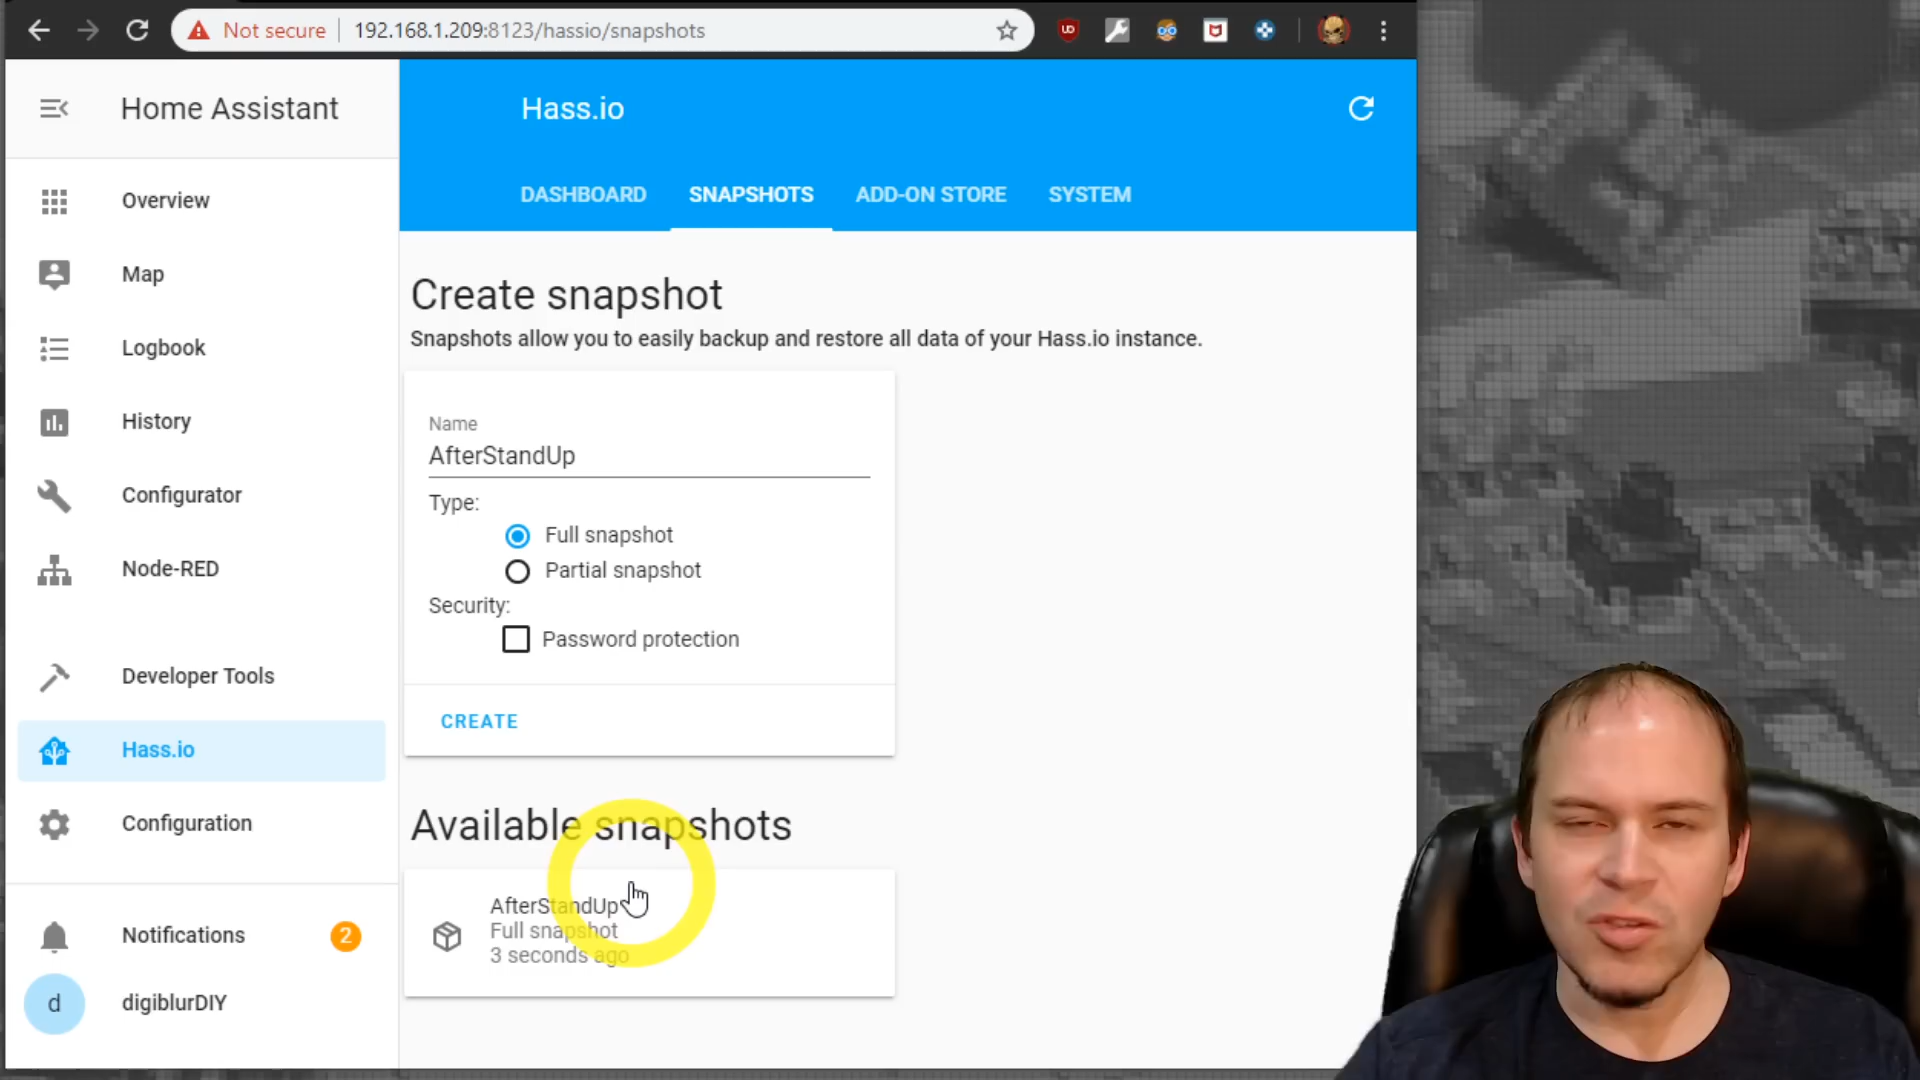 Not secure
192.168.1.209:8123/hassio/snapshots
Home Assistant
Hass.io
DASHBOARD
SNAPSHOTS
ADD-ON STORE
SYSTEM
Overview
Map
Logbook
History
Configurator
Node-RED
Developer Tools
Hass.io
Configuration
Notifications
2
d
digiblurDIY
Create snapshot
Snapshots allow you to easily backup and restore all data of your Hass.io instance.
Name
AfterStandUp
Type:
Full snapshot
Partial snapshot
Security:
Password protection
CREATE
Available snapshots
AfterStandUp
Full snapshot
3 seconds ago